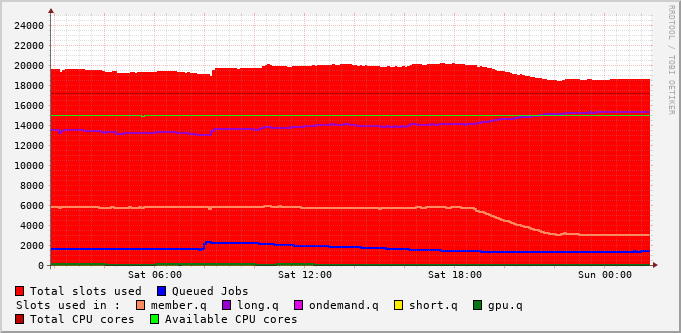 RRDTOOL / TOBI OETIKER
24000
22000
20000
18000
16000
14000
12000
10000
8000
6000
4000
2000
0
Sat 06:00 Sat 12:00 Sat 18:00 Sun 00:00
Total slots used Queued Jobs
Slots used in : member.q long.q ondemand.q short.q gpu.q
Total CPU cores Available CPU cores